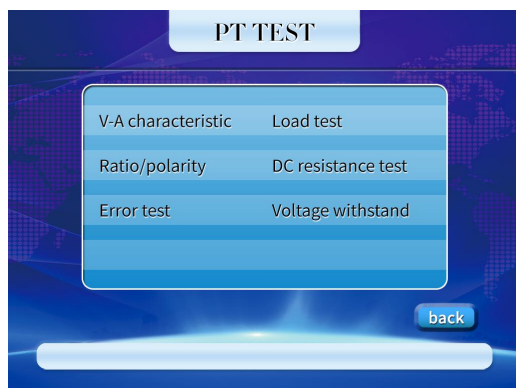 PT TEST
V-A characteristic Load test
Ratio/polarity DC resistance test
Error test Voltage withstand
back